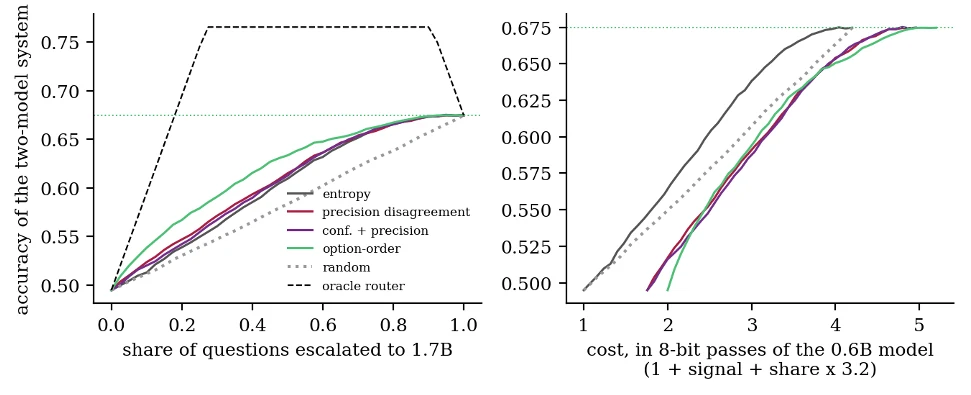 accuracy of the two-model system
0.75
0.70
0.65
0.60
0.55
0.50
0.0 0.2 0.4 0.6 0.8 1.0
share of questions escalated to 1.7B
entropy
precision disagreement
conf. + precision
option-order
random
oracle router
0.675
0.650
0.625
0.600
0.575
0.550
0.525
0.500
1 2 3 4 5
cost, in 8-bit passes of the 0.6B model
(1 + signal + share x 3.2)